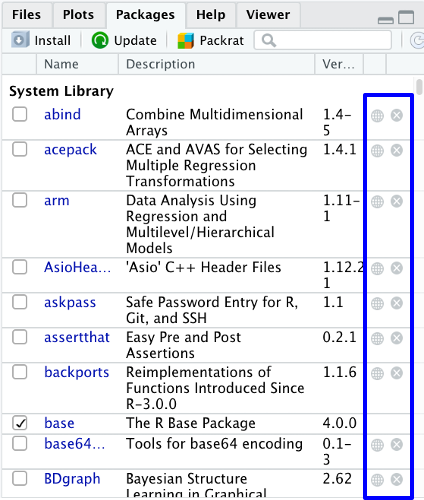 Files Plots Packages Help Viewer
Install Update Packrat
Name Description Ver...
System Library
abind Combine Multidimensional 1.4-
Arrays 5
acepack ACE and AVAS for Selecting 1.4.1
Multiple Regression
Transformations
arm Data Analysis Using 1.11-
Regression and 1
Multilevel/Hierarchical
Models
AsioHea... 'Asio' C++ Header Files 1.12.2
1
askpass Safe Password Entry for R, 1.1
Git, and SSH
assertthat Easy Pre and Post 0.2.1
Assertions
backports Reimplementations of 1.1.6
Functions Introduced Since
R-3.0.0
base The R Base Package 4.0.0
base64... Tools for base64 encoding 0.1-
3
BDgraph Bayesian Structure 2.62
Learning in Graphical